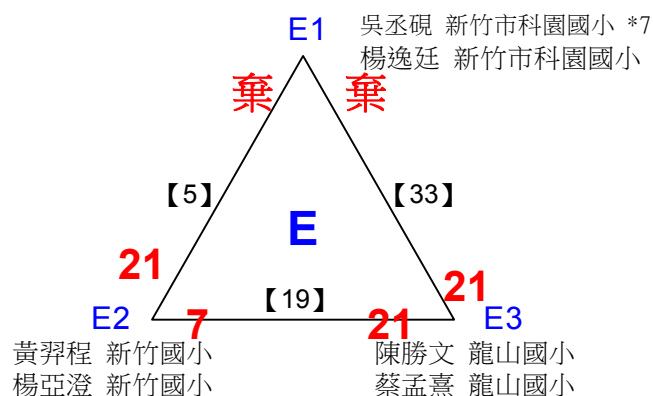 E1
吳丞硯 新竹市科園國小 *7
楊逸廷 新竹市科園國小
棄 棄
【5】 【33】
E
21 21
【19】
E2 7 21 E3
黃羿程 新竹國小 陳勝文 龍山國小
楊亞澄 新竹國小 蔡孟熹 龍山國小